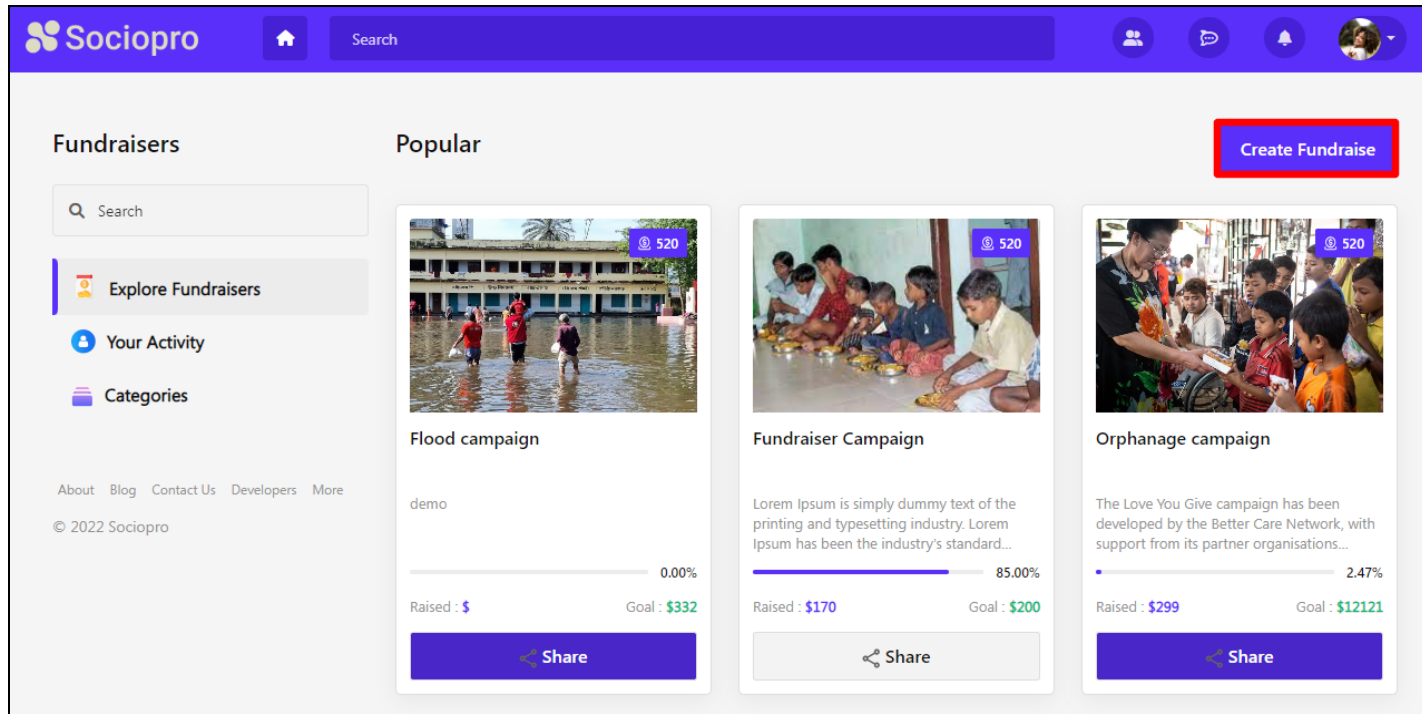 Sociopro
Search
Fundraisers
Search
Explore Fundraisers
Your Activity
Categories
About Blog Contact Us Developers More
© 2022 Sociopro
Popular
Create Fundraise
520
Flood campaign
demo
0.00%
Raised : $ Goal : $332
Share
520
Fundraiser Campaign
Lorem Ipsum is simply dummy text of the
printing and typesetting industry. Lorem
Ipsum has been the industry's standard...
85.00%
Raised : $170 Goal : $200
Share
520
Orphanage campaign
The Love You Give campaign has been
developed by the Better Care Network, with
support from its partner organisations...
2.47%
Raised : $299 Goal : $12121
Share